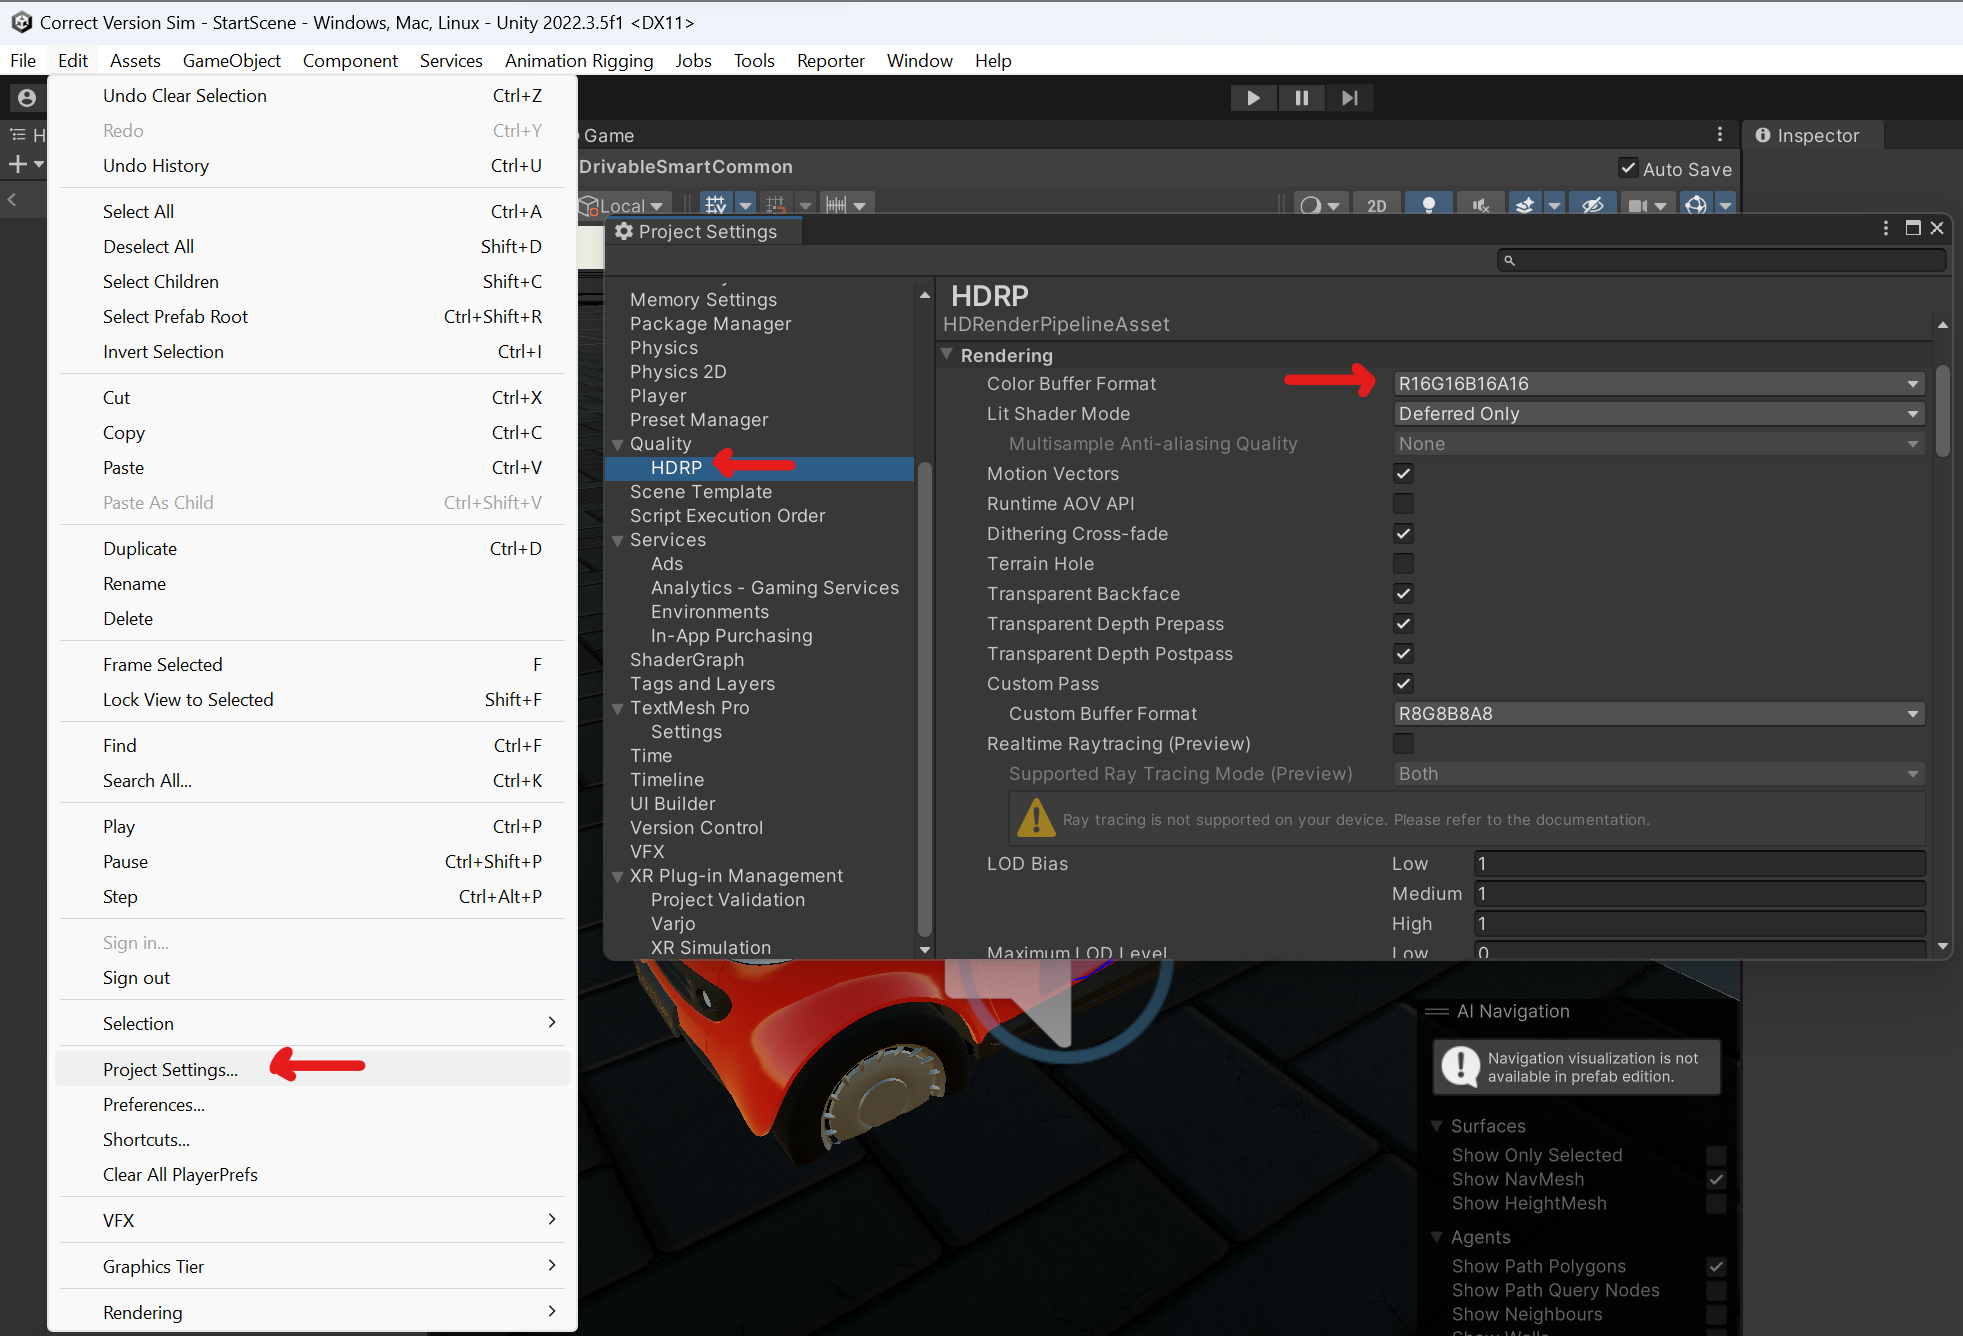 Correct Version Sim - StartScene - Windows, Mac, Linux - Unity 2022.3.5f1 <DX11>
File Edit Assets GameObject Component Services Animation Rigging Jobs Tools Reporter Window Help
Undo Clear Selection Ctrl+Z
Redo Ctrl+Y
Undo History Ctrl+U
Select All Ctrl+A
Deselect All Shift+D
Select Children Shift+C
Select Prefab Root Ctrl+Shift+R
Invert Selection Ctrl+I
Cut Ctrl+X
Copy Ctrl+C
Paste Ctrl+V
Paste As Child Ctrl+Shift+V
Duplicate Ctrl+D
Rename
Delete
Frame Selected F
Lock View to Selected Shift+F
Find Ctrl+F
Search All... Ctrl+K
Play Ctrl+P
Pause Ctrl+Shift+P
Step Ctrl+Alt+P
Sign in...
Sign out
Selection
Project Settings...
Preferences...
Shortcuts...
Clear All PlayerPrefs
VFX
Graphics Tier
Rendering
H
Game
DrivableSmartCommon
Auto Save
Local
2D
Inspector
Project Settings
Memory Settings
Package Manager
Physics
Physics 2D
Player
Preset Manager
Quality
HDRP
Scene Template
Script Execution Order
Services
Ads
Analytics - Gaming Services
Environments
In-App Purchasing
ShaderGraph
Tags and Layers
TextMesh Pro
Settings
Time
Timeline
UI Builder
Version Control
VFX
XR Plug-in Management
Project Validation
Varjo
XR Simulation
HDRP
HDRenderPipelineAsset
Rendering
Color Buffer Format R16G16B16A16
Lit Shader Mode Deferred Only
Multisample Anti-aliasing Quality None
Motion Vectors
Runtime AOV API
Dithering Cross-fade
Terrain Hole
Transparent Backface
Transparent Depth Prepass
Transparent Depth Postpass
Custom Pass
Custom Buffer Format R8G8B8A8
Realtime Raytracing (Preview)
Supported Ray Tracing Mode (Preview) Both
Ray tracing is not supported on your device. Please refer to the documentation.
LOD Bias Low 1
Medium 1
High 1
Maximum LOD Level Low 0
AI Navigation
Navigation visualization is not
available in prefab edition.
Surfaces
Show Only Selected
Show NavMesh
Show HeightMesh
Agents
Show Path Polygons
Show Path Query Nodes
Show Neighbours